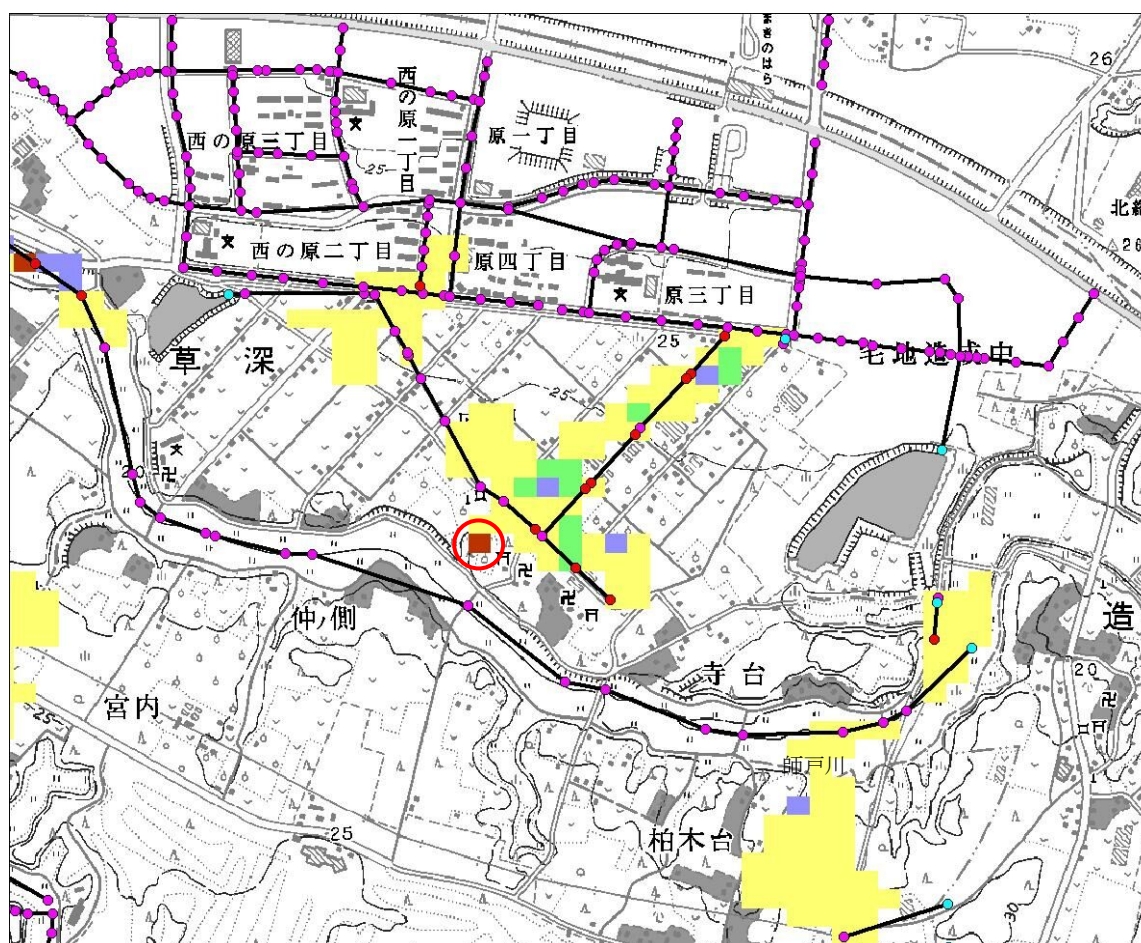 まきのはら
26
西の原一丁目
原一丁目
西の原三丁目
-25-
北総
△26
西の原二丁目
原四丁目
原三丁目
25
草深
宅地造成中
-25-
20
仲ノ側
造
寺台
20
宮内
25
師戸川
柏木台
25
30